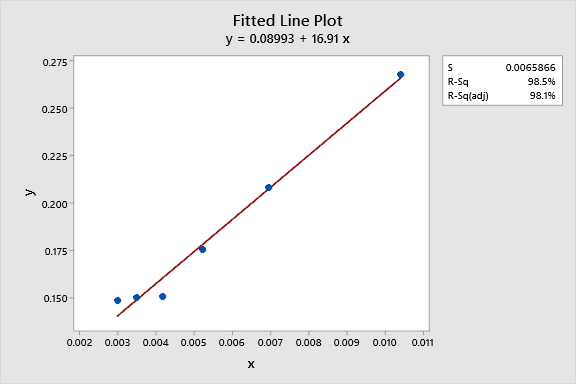 Fitted Line Plot
y = 0.08993 + 16.91 x
S 0.0065866
R-Sq 98.5%
R-Sq(adj) 98.1%
0.275
0.250
0.225
0.200
0.175
0.150
y
0.002 0.003 0.004 0.005 0.006 0.007 0.008 0.009 0.010 0.011
x